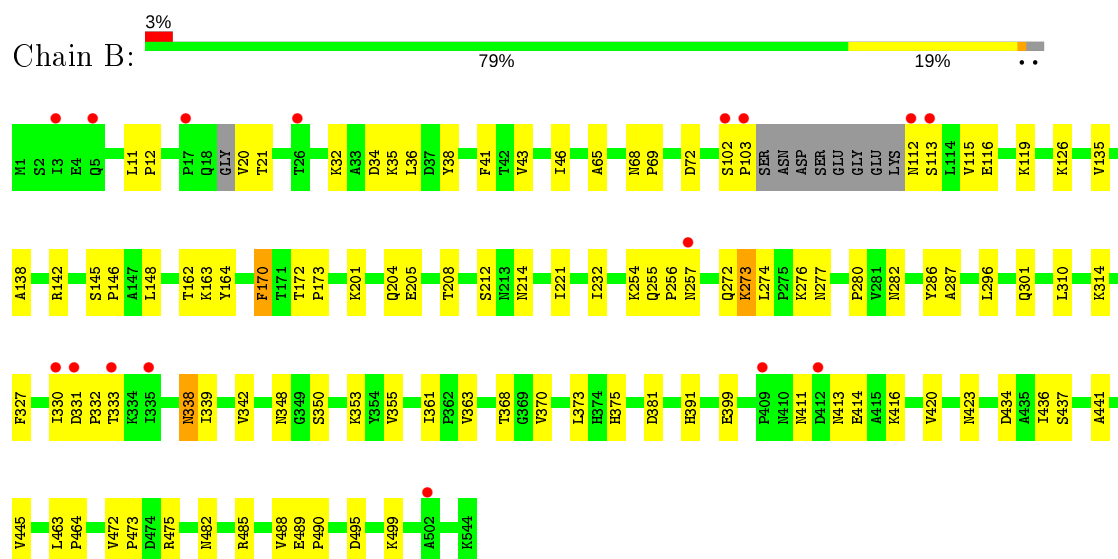 3%
Chain B:
79% 19% • •
M1 S2 I3 E4 Q5 L11 P12 P17 Q18 GLY V20 T21 T26 K32 A33 D34 K35 L36 D37 Y38 F41 T42 V43 I46 A65 N68 P69 D72 S102 P103 SER ASN ASP SER GLU GLY GLU LYS N112 S113 L114 V115 E116 K119 K126 V135
A138 R142 S145 P146 A147 L148 T162 K163 Y164 F170 T171 T172 P173 K201 Q204 E205 T208 S212 N213 N214 I221 I232 K254 Q255 P256 N257 Q272 K273 L274 P275 K276 N277 P280 V281 N282 Y286 A287 L296 Q301 L310 K314
F327 I330 D331 P332 T333 K334 I335 N338 I339 V342 N348 G349 S350 K353 Y354 V355 I361 P362 V363 T368 G369 V370 L373 H374 H375 D381 H391 E399 P409 N410 N411 D412 N413 E414 A415 K416 V420 N423 D434 A435 I436 S437 A441
V445 L463 P464 V472 P473 D474 R475 N482 R485 V488 E489 P490 D495 K499 A502 K544